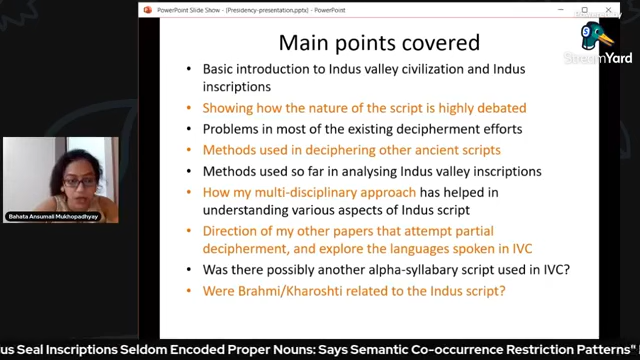 PowerPoint Slide Show - [Presidency-presentation.pptx] - PowerPoint
StreamYard
Main points covered
• Basic introduction to Indus valley civilization and Indus
inscriptions
• Showing how the nature of the script is highly debated
• Problems in most of the existing decipherment efforts
• Methods used in deciphering other ancient scripts
• Methods used so far in analysing Indus Valley inscriptions
• How my multi-disciplinary approach has helped in
understanding various aspects of Indus script
• Direction of my other papers that attempt partial
decipherment, and explore the languages spoken in IVC
• Was there possibly another alpha-syllabary script used in IVC?
• Were Brahmi/Kharoshti related to the Indus script?
Bahata Ansumali Mukhopadhyay
us Seal Inscriptions Seldom Encoded Proper Nouns: Says Semantic Co-occurrence Restriction Patterns"